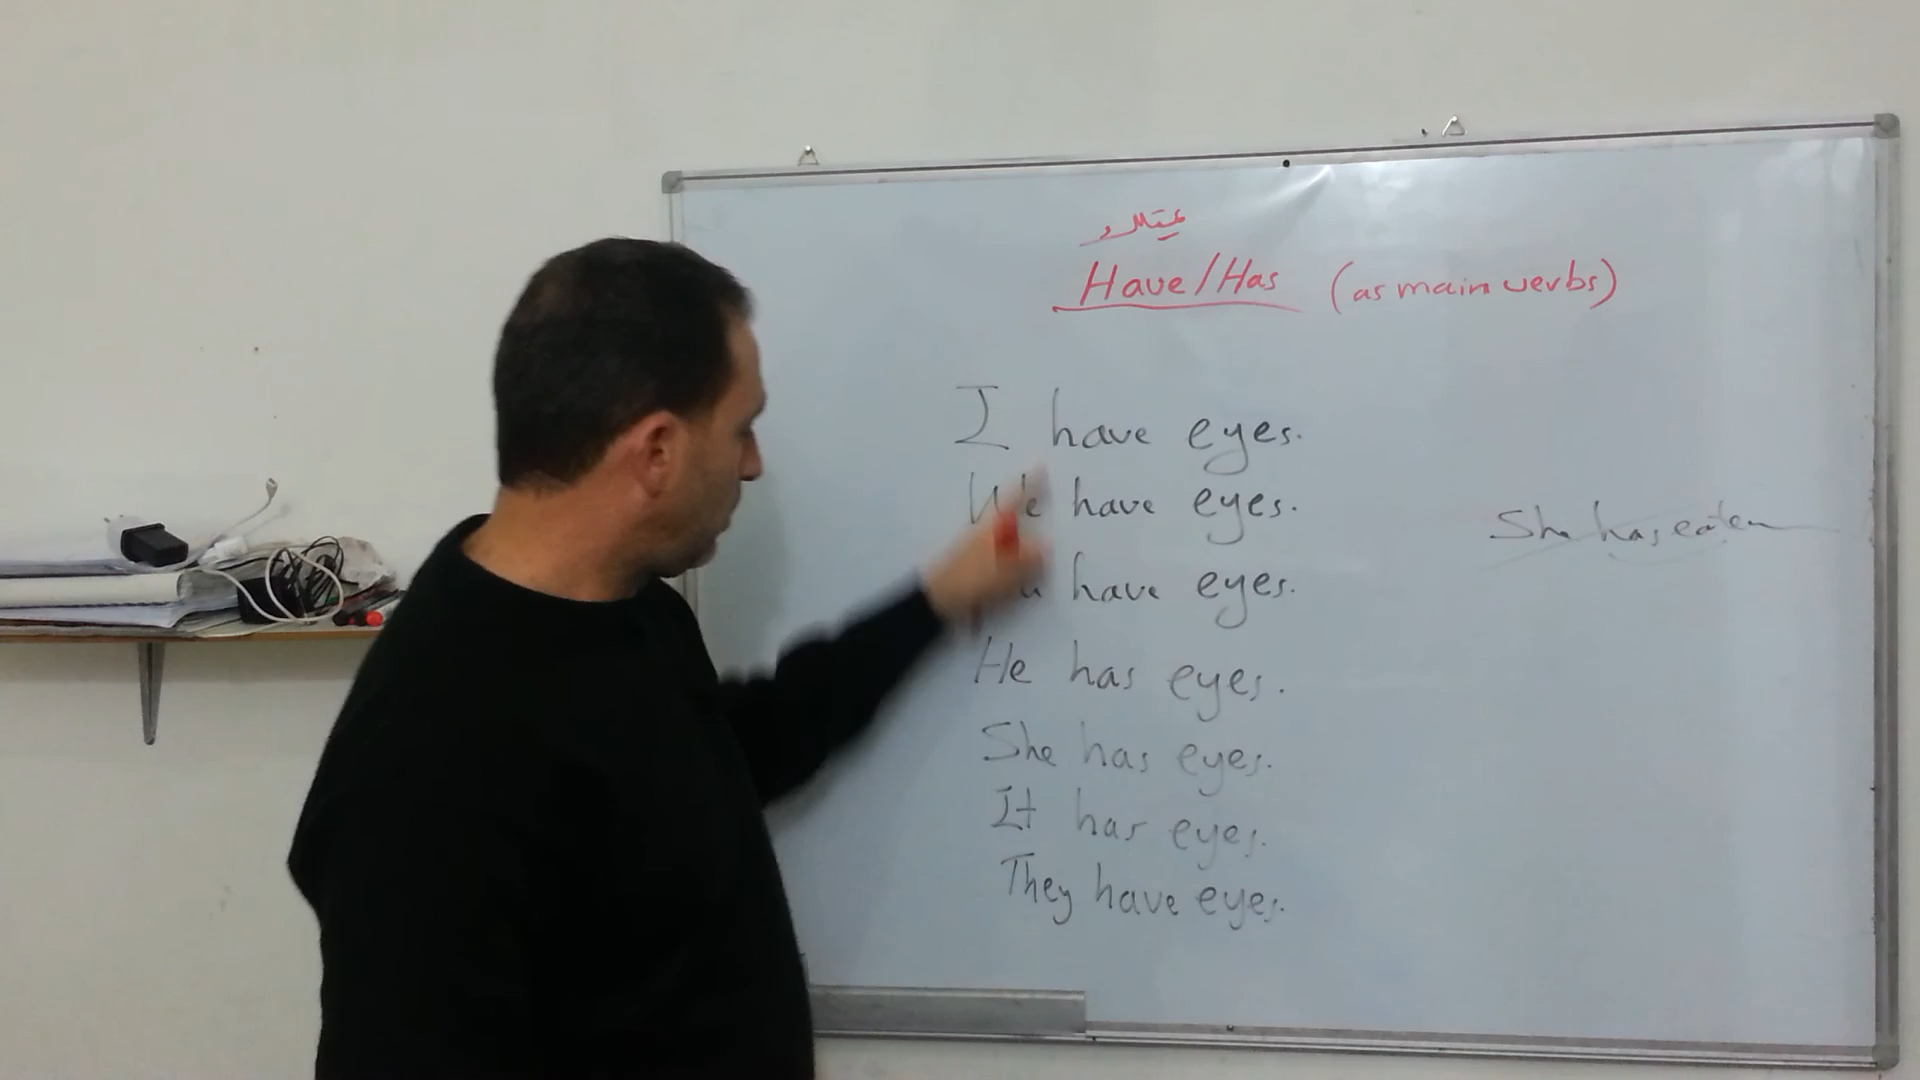 يمتلك
Have/Has (as main verbs)
I have eyes.
We have eyes.
have eyes.
She has eaten
He has eyes.
She has eyes.
It has eyes.
They have eyes.